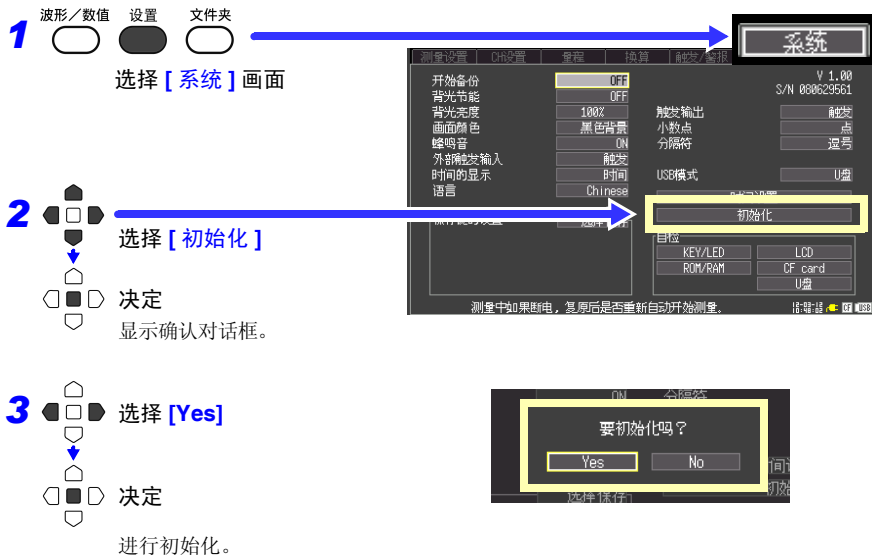 1 波形／数值 设置 文件夹
选择 [ 系统 ] 画面
系统
测量设置 CH设置 量程 换算 触发/警报
开始备份 OFF
背光节能 OFF
背光亮度 100%
画面颜色 黑色背景
蜂鸣音 ON
外部触发输入 触发
时间的显示 时间
语言 Chinese
V 1.00
S/N 080629561
触发输出 触发
小数点 点
分隔符 逗号
USB模式 U盘
初始化
自检
KEY/LED LCD
ROM/RAM CF card
U盘
测量中如果断电，复原后是否重新自动开始测量。
CF USB
2 选择 [ 初始化 ]
决定
显示确认对话框。
3 选择 [Yes]
决定
进行初始化。
ON 分隔符
要初始化吗？
Yes No
选择保存